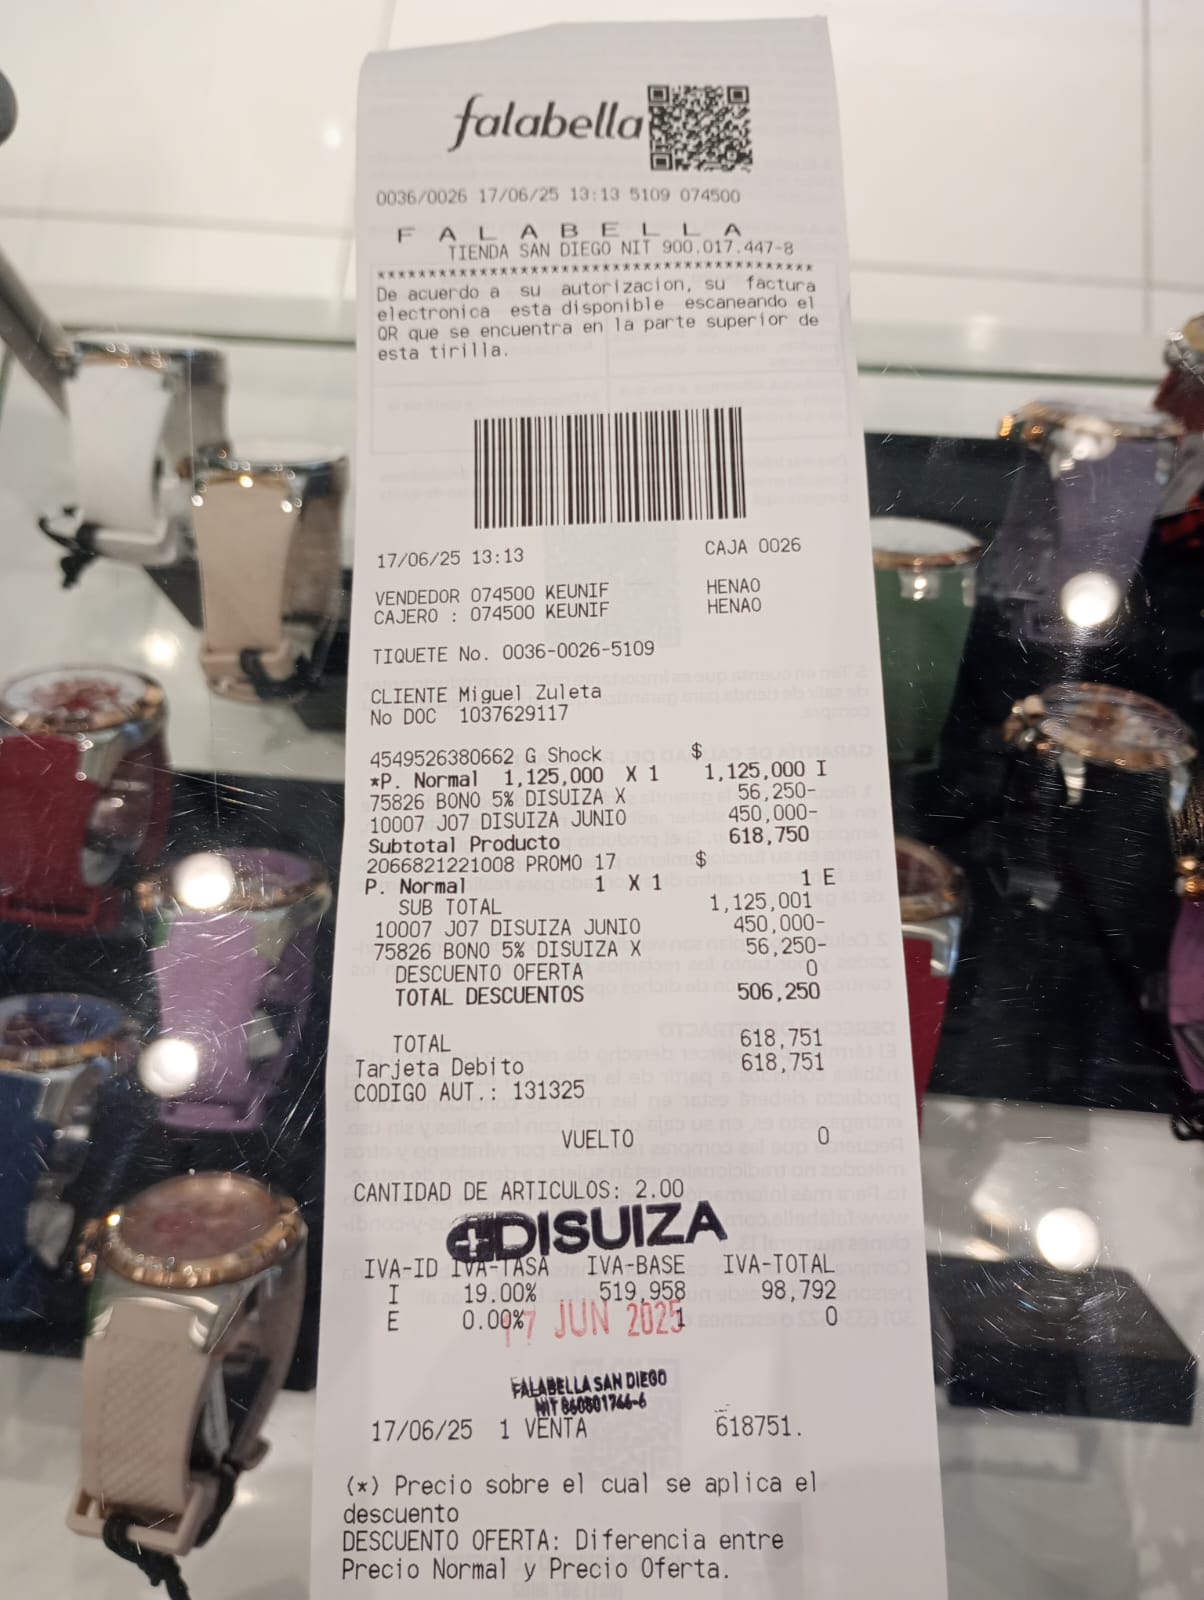 falabella
0036/0026 17/06/25 13:13 5109 074500
F A L A B E L L A
TIENDA SAN DIEGO NIT 900.017.447-8
******************************************
De acuerdo a su autorizacion, su factura
electronica esta disponible escaneando el
QR que se encuentra en la parte superior de
esta tirilla.
17/06/25 13:13 CAJA 0026
VENDEDOR 074500 KEUNIF HENAO
CAJERO : 074500 KEUNIF HENAO
TIQUETE No. 0036-0026-5109
CLIENTE Miguel Zuleta
No DOC 1037629117
4549526380662 G Shock $
*P. Normal 1,125,000 X 1 1,125,000 I
75826 BONO 5% DISUIZA X 56,250-
10007 J07 DISUIZA JUNIO 450,000-
Subtotal Producto 618,750
2066821221008 PROMO 17 $
P. Normal 1 X 1 1 E
SUB TOTAL 1,125,001
10007 J07 DISUIZA JUNIO 450,000-
75826 BONO 5% DISUIZA X 56,250-
DESCUENTO OFERTA 0
TOTAL DESCUENTOS 506,250
TOTAL 618,751
Tarjeta Debito 618,751
CODIGO AUT.: 131325
VUELTO 0
CANTIDAD DE ARTICULOS: 2.00
DISUIZA
IVA-ID IVA-TASA IVA-BASE IVA-TOTAL
I 19.00% 519,958 98,792
E 0.00% 1 0
17 JUN 2025
FALABELLA SAN DIEGO
NIT 860801746-6
17/06/25 1 VENTA 618751.
(*) Precio sobre el cual se aplica el
descuento
DESCUENTO OFERTA: Diferencia entre
Precio Normal y Precio Oferta.